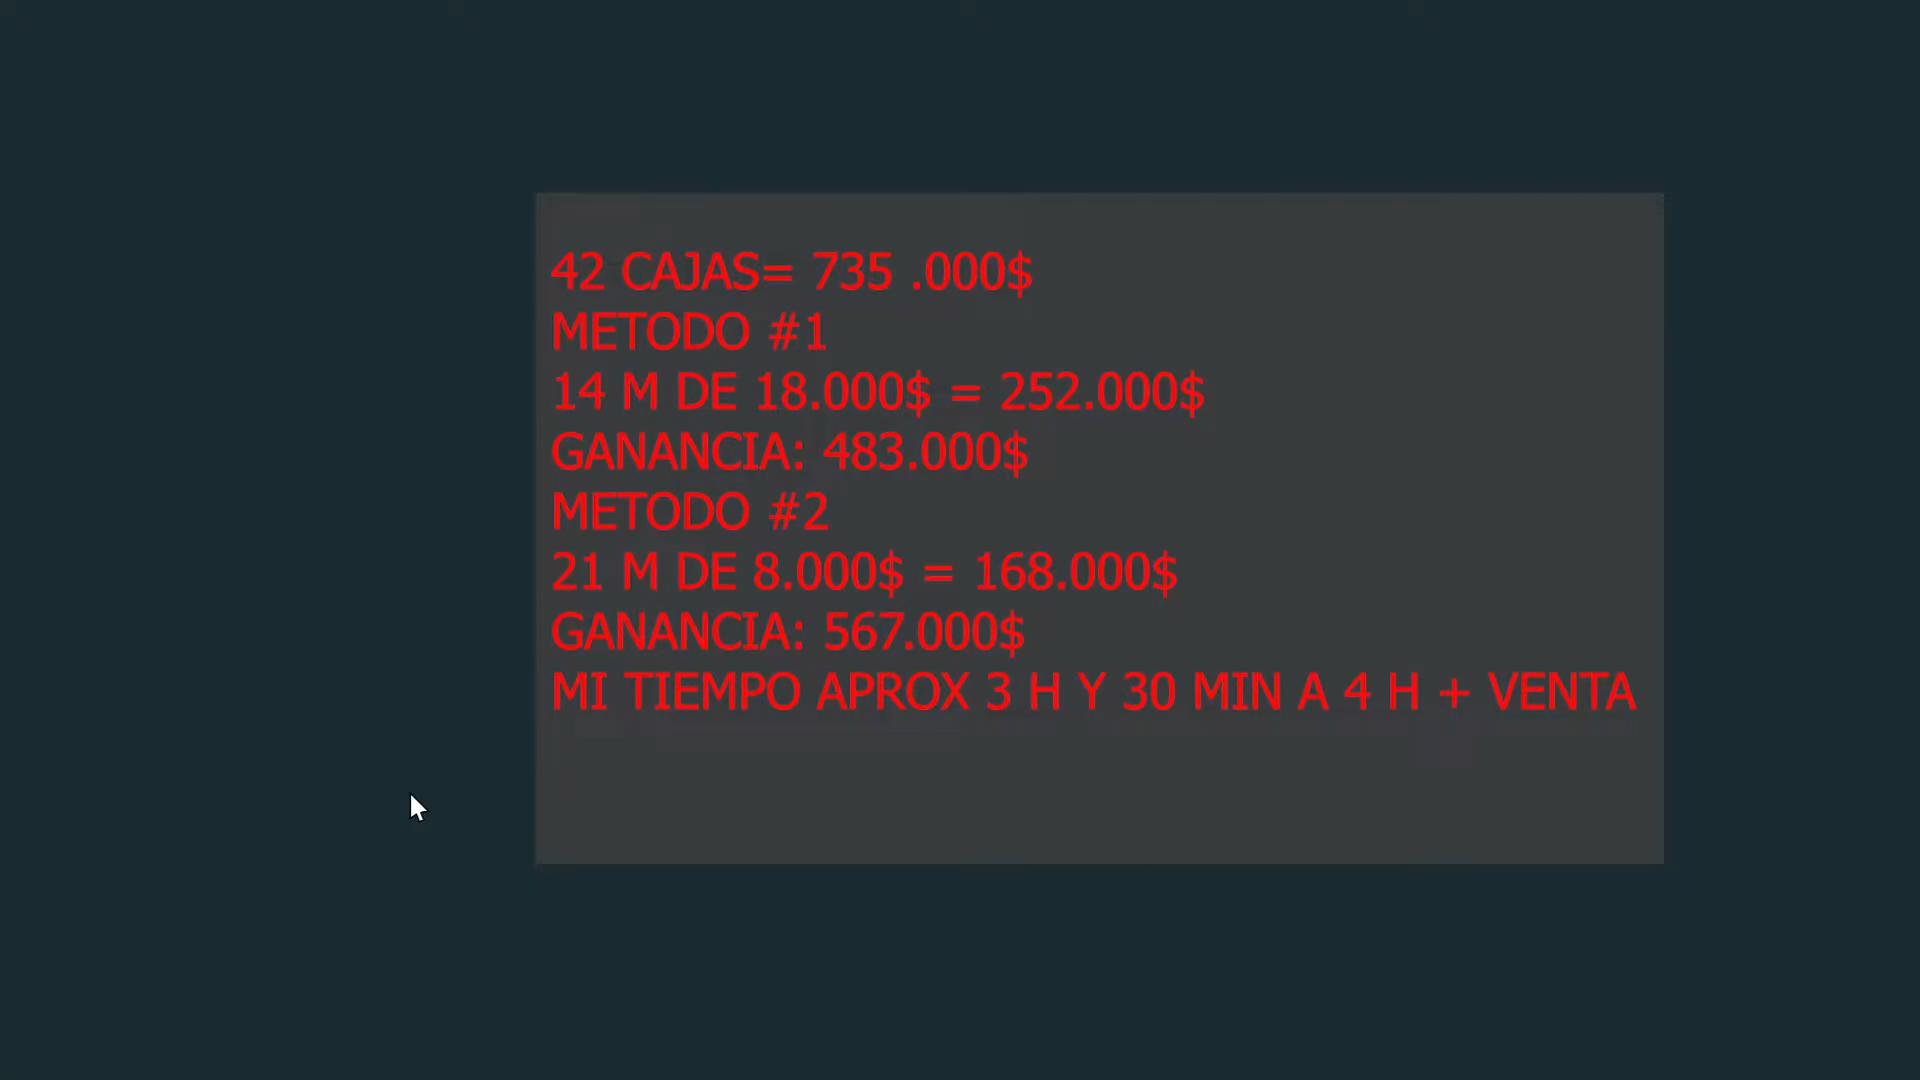 42 CAJAS= 735 .000$
METODO #1
14 M DE 18.000$ = 252.000$
GANANCIA: 483.000$
METODO #2
21 M DE 8.000$ = 168.000$
GANANCIA: 567.000$
MI TIEMPO APROX 3 H Y 30 MIN A 4 H + VENTA